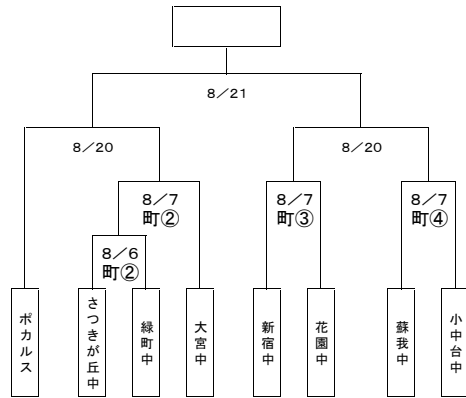 8/21
8/20
8/20
8/7
町②
8/7
町③
8/7
町④
8/6
町②
ポカルス
さつきが丘中
緑町中
大宮中
新宿中
花園中
蘇我中
小中台中